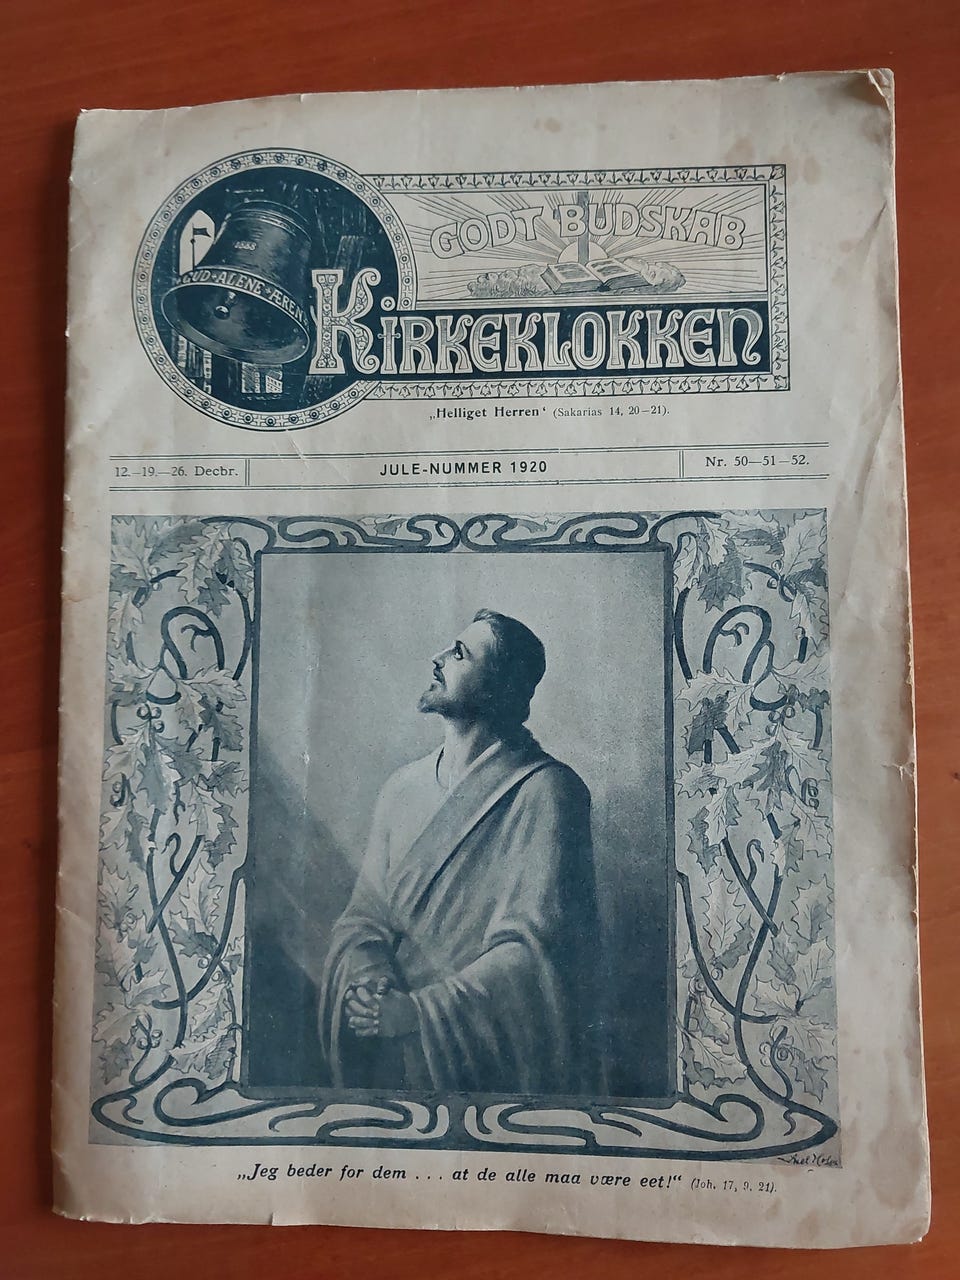 GODT BUDSKAB
1888
GUD + ALENE + ÆREN
KIRKEKLOKKEN
„Helliget Herren‘ (Sakarias 14, 20—21).
12.—19.—26. Decbr.
JULE-NUMMER 1920
Nr. 50—51—52.
„Jeg beder for dem . . . at de alle maa være eet!“ (Joh. 17, 9. 21).